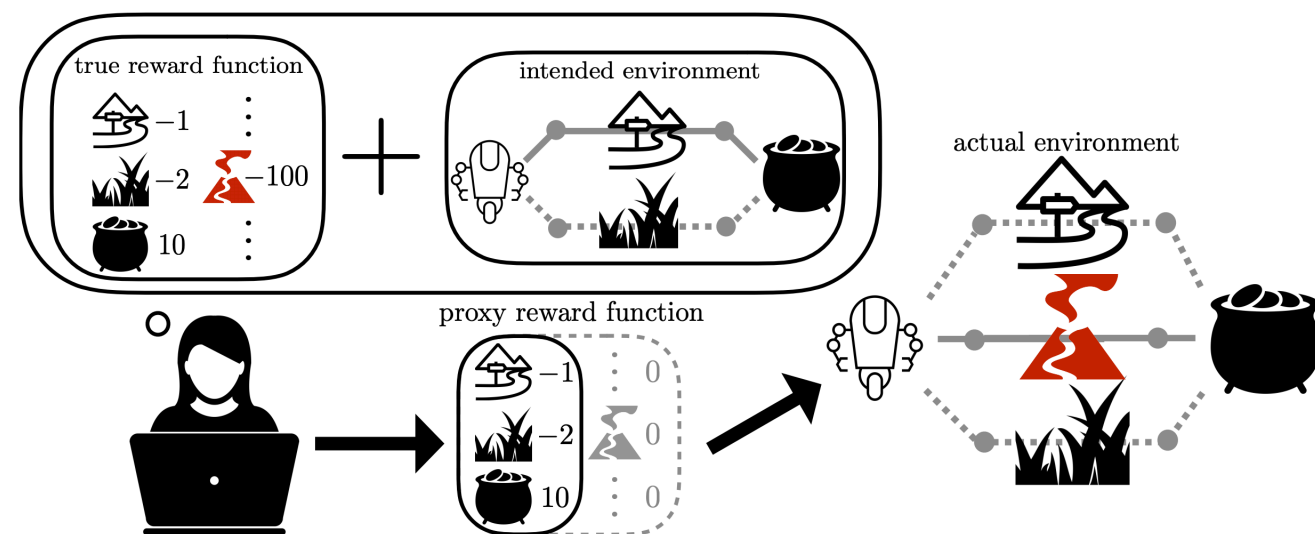 true reward function
−1
−2
−100
10
intended environment
actual environment
proxy reward function
−1
0
−2
0
10
0